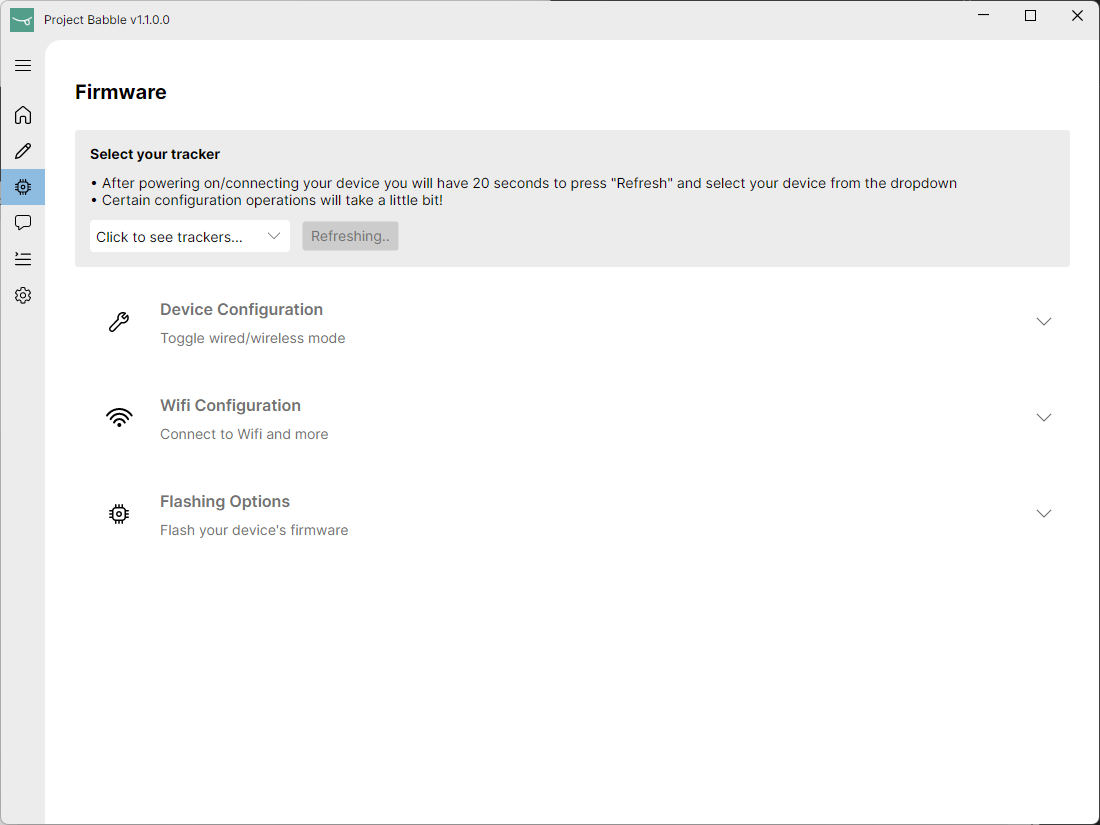 Project Babble v1.1.0.0
Firmware
Select your tracker
• After powering on/connecting your device you will have 20 seconds to press "Refresh" and select your device from the dropdown
• Certain configuration operations will take a little bit!
Click to see trackers...
Refreshing..
Device Configuration
Toggle wired/wireless mode
Wifi Configuration
Connect to Wifi and more
Flashing Options
Flash your device's firmware